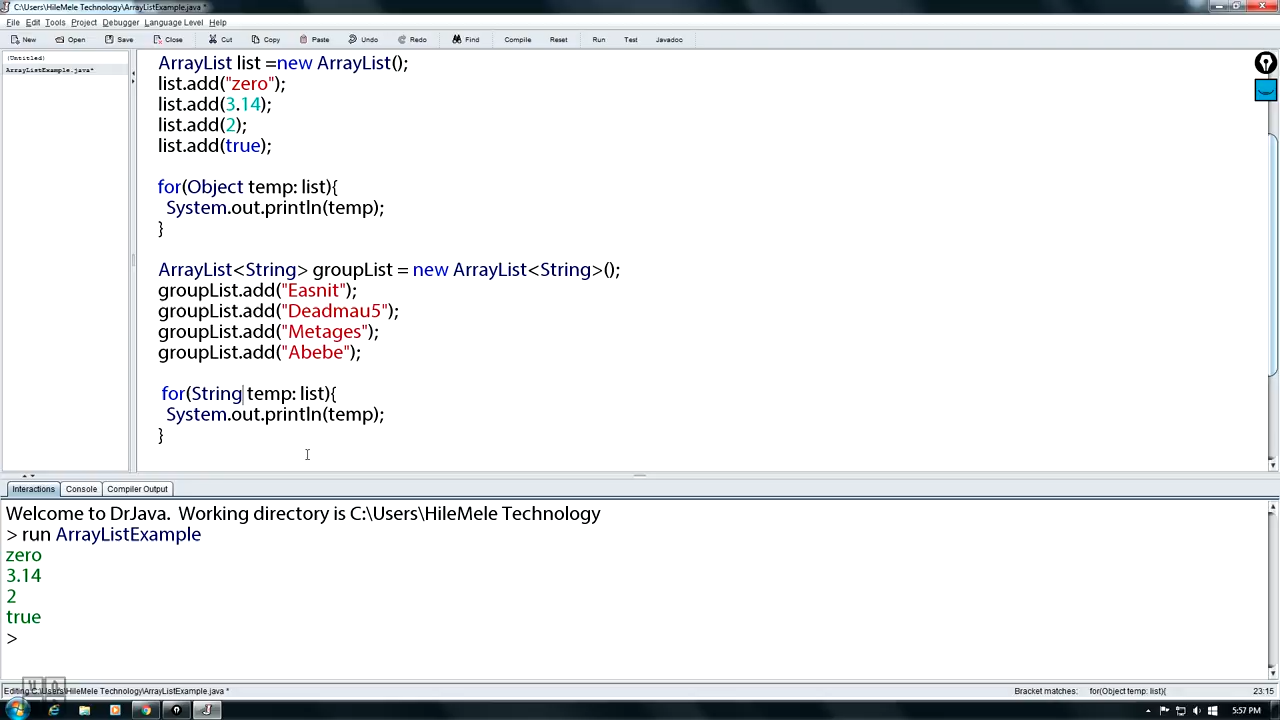 C:\Users\HileMele Technology\ArrayListExample.java *
File Edit Tools Project Debugger Language Level Help
New Open Save Close Cut Copy Paste Undo Redo Find Compile Reset Run Test Javadoc
(Untitled)
ArrayListExample.java*
ArrayList list =new ArrayList();
list.add("zero");
list.add(3.14);
list.add(2);
list.add(true);
for(Object temp: list){
System.out.println(temp);
}
ArrayList<String> groupList = new ArrayList<String>();
groupList.add("Easnit");
groupList.add("Deadmau5");
groupList.add("Metages");
groupList.add("Abebe");
for(String temp: list){
System.out.println(temp);
}
Interactions Console Compiler Output
Welcome to DrJava. Working directory is C:\Users\HileMele Technology
> run ArrayListExample
zero
3.14
2
true
>
Editing C:\Users\HileMele Technology\ArrayListExample.java * Bracket matches: for(Object temp: list){ 23:15
5:57 PM